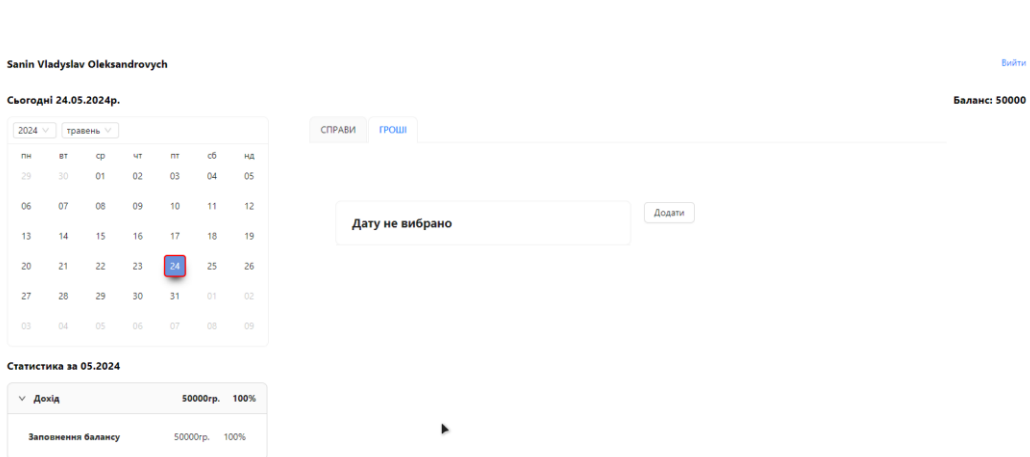 Sanin Vladyslav Oleksandrovych
Вийти
Сьогодні 24.05.2024р.
Баланс: 50000
2024 травень
СПРАВИ ГРОШІ
пн вт ср чт пт сб нд
29 30 01 02 03 04 05
06 07 08 09 10 11 12
13 14 15 16 17 18 19
20 21 22 23 24 25 26
27 28 29 30 31 01 02
03 04 05 06 07 08 09
Дату не вибрано
Додати
Статистика за 05.2024
Дохід 50000гр. 100%
Заповнення балансу 50000гр. 100%